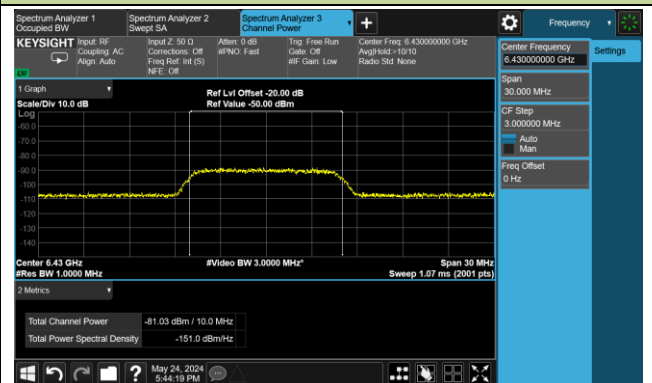 Spectrum Analyzer 1
Occupied BW
Spectrum Analyzer 2
Swept SA
Spectrum Analyzer 3
Channel Power
+
Frequency
KEYSIGHT
Input: RF
Coupling: AC
Align: Auto
Input Z: 50 Ω
Corrections: Off
Freq Ref: Int (S)
NFE: Off
Atten: 0 dB
#PNO: Fast
Trig: Free Run
Gate: Off
#IF Gain: Low
Center Freq: 6.430000000 GHz
Avg|Hold:>10/10
Radio Std: None
Center Frequency
6.430000000 GHz
Settings
Span
30.000 MHz
CF Step
3.000000 MHz
Auto
Man
Freq Offset
0 Hz
1 Graph
Scale/Div 10.0 dB
Ref Lvl Offset -20.00 dB
Ref Value -50.00 dBm
Log
-60.0
-70.0
-80.0
-90.0
-100
-110
-120
-130
-140
Center 6.43 GHz
#Res BW 1.0000 MHz
#Video BW 3.0000 MHz*
Span 30 MHz
Sweep 1.07 ms (2001 pts)
2 Metrics
Total Channel Power -81.03 dBm / 10.0 MHz
Total Power Spectral Density -151.0 dBm/Hz
May 24, 2024
5:44:19 PM